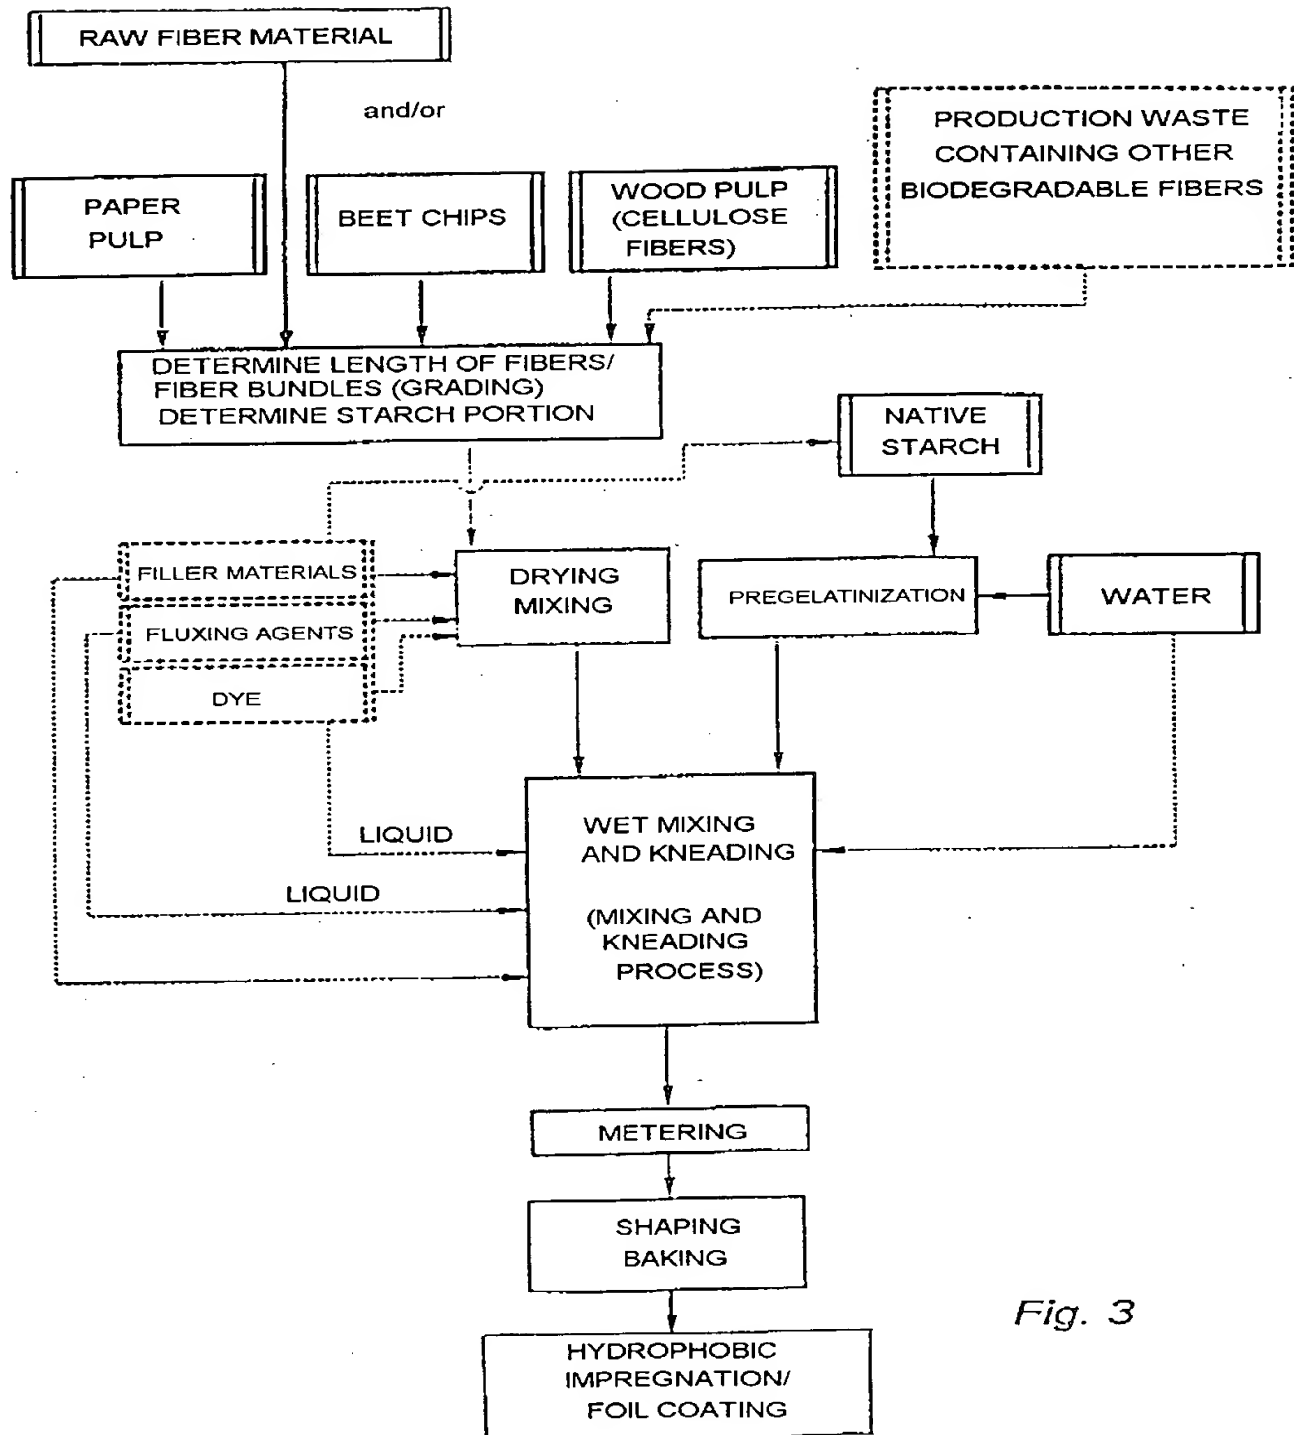 RAW FIBER MATERIAL
and/or
PRODUCTION WASTE
CONTAINING OTHER
BIODEGRADABLE FIBERS
PAPER
PULP
BEET CHIPS
WOOD PULP
(CELLULOSE
FIBERS)
DETERMINE LENGTH OF FIBERS/
FIBER BUNDLES (GRADING)
DETERMINE STARCH PORTION
NATIVE
STARCH
FILLER MATERIALS
FLUXING AGENTS
DYE
DRYING
MIXING
PREGELATINIZATION
WATER
LIQUID
LIQUID
WET MIXING
AND KNEADING
(MIXING AND
KNEADING
PROCESS)
METERING
SHAPING
BAKING
HYDROPHOBIC
IMPREGNATION/
FOIL COATING
Fig. 3